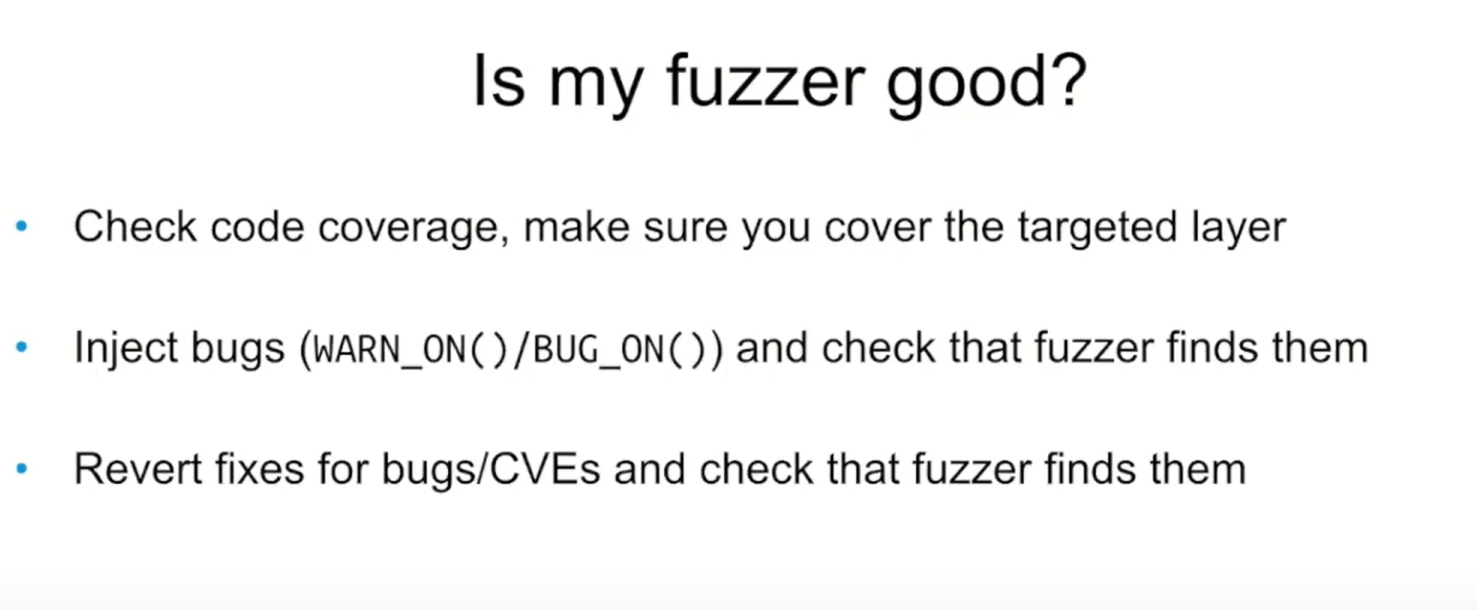 Is my fuzzer good?
• Check code coverage, make sure you cover the targeted layer
• Inject bugs (WARN_ON()/BUG_ON()) and check that fuzzer finds them
• Revert fixes for bugs/CVEs and check that fuzzer finds them